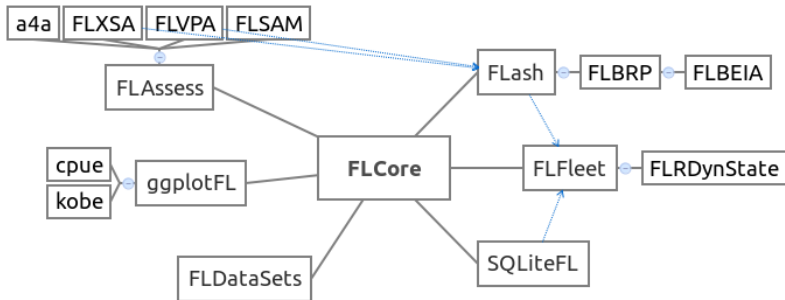 a4a
FLXSA
FLVPA
FLSAM
FLAssess
FLash
FLBRP
FLBEIA
cpue
kobe
ggplotFL
FLCore
FLFleet
FLRDynState
FLDataSets
SQLiteFL